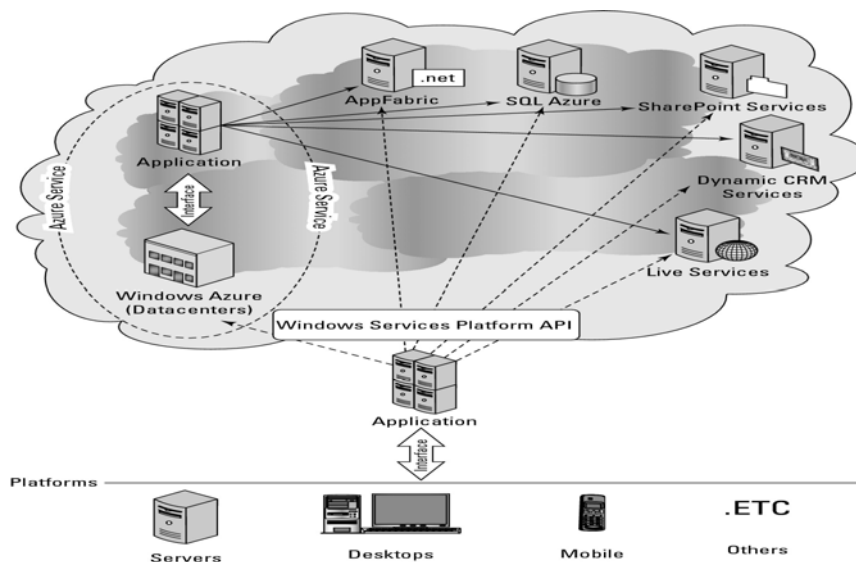 .net
AppFabric
SQL Azure
SharePoint Services
Application
Dynamic CRM
Services
Azure Service
Interface
Azure Service
Live Services
Windows Azure
(Datacenters)
Windows Services Platform API
Application
Interface
Platforms
Servers
Desktops
Mobile
.ETC
Others